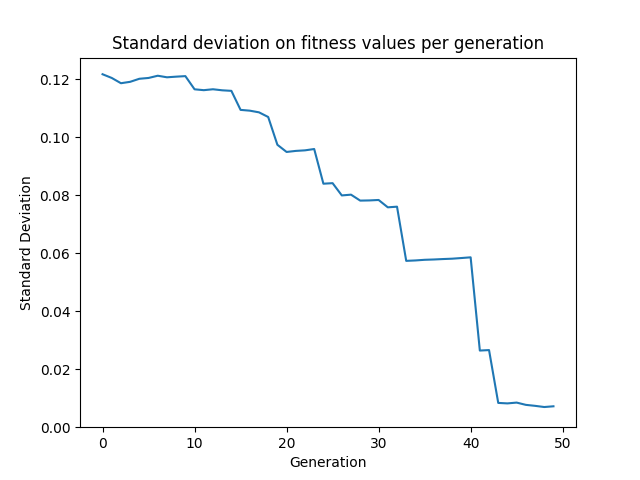 Standard deviation on fitness values per generation
0.12
0.10
0.08
0.06
0.04
0.02
0.00
Standard Deviation
0 10 20 30 40 50
Generation